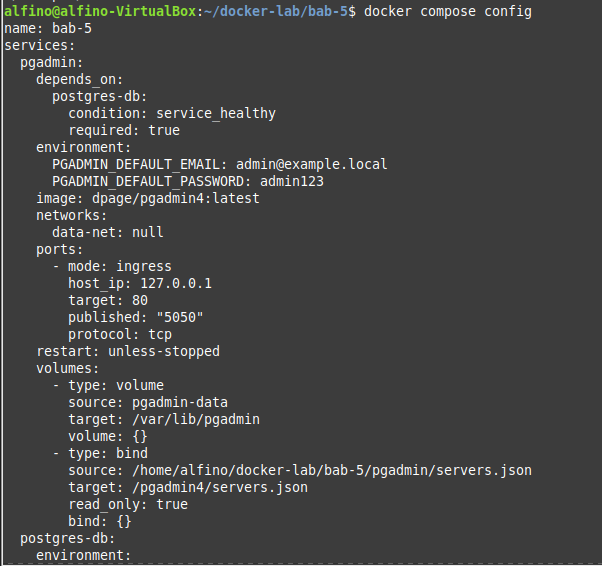 alfino@alfino-VirtualBox:~/docker-lab/bab-5$ docker compose config
name: bab-5
services:
  pgadmin:
    depends_on:
      postgres-db:
        condition: service_healthy
        required: true
    environment:
      PGADMIN_DEFAULT_EMAIL: admin@example.local
      PGADMIN_DEFAULT_PASSWORD: admin123
    image: dpage/pgadmin4:latest
    networks:
      data-net: null
    ports:
      - mode: ingress
        host_ip: 127.0.0.1
        target: 80
        published: "5050"
        protocol: tcp
    restart: unless-stopped
    volumes:
      - type: volume
        source: pgadmin-data
        target: /var/lib/pgadmin
        volume: {}
      - type: bind
        source: /home/alfino/docker-lab/bab-5/pgadmin/servers.json
        target: /pgadmin4/servers.json
        read_only: true
        bind: {}
  postgres-db:
    environment: